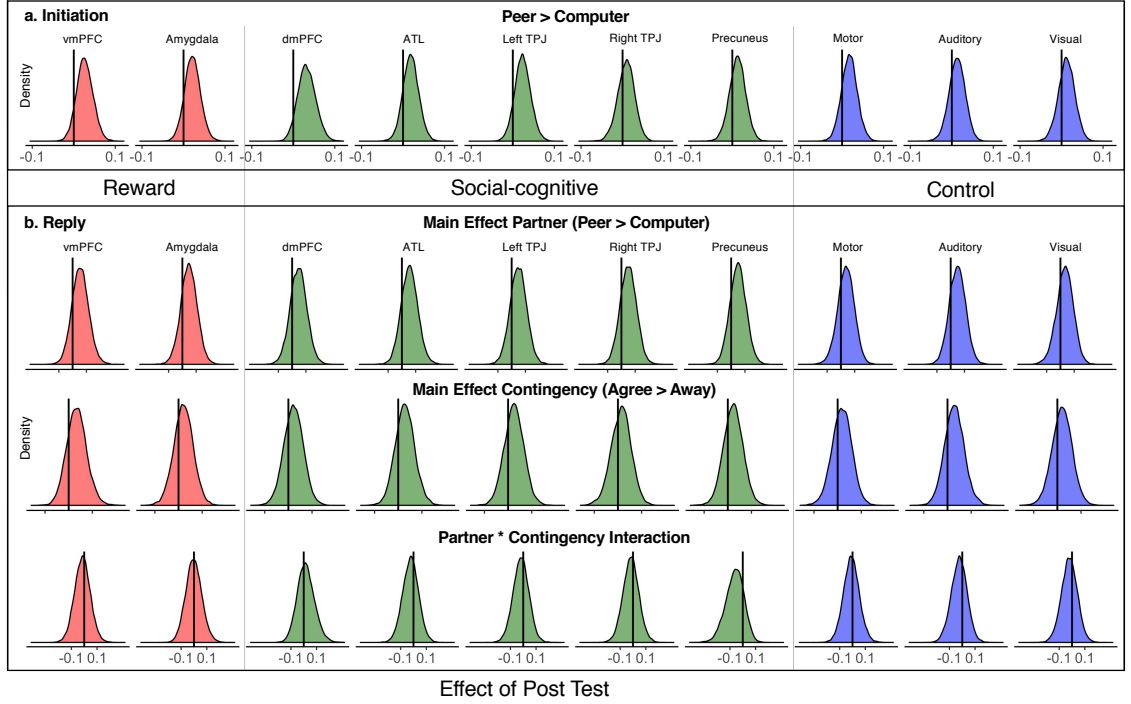 a. Initiation
Peer > Computer
vmPFC Amygdala dmPFC ATL Left TPJ Right TPJ Precuneus Motor Auditory Visual
Density
-0.1 0.1 -0.1 0.1 -0.1 0.1 -0.1 0.1 -0.1 0.1 -0.1 0.1 -0.1 0.1 -0.1 0.1 -0.1 0.1 -0.1 0.1
Reward Social-cognitive Control
b. Reply
Main Effect Partner (Peer > Computer)
vmPFC Amygdala dmPFC ATL Left TPJ Right TPJ Precuneus Motor Auditory Visual
Main Effect Contingency (Agree > Away)
Density
Partner * Contingency Interaction
-0.1 0.1 -0.1 0.1 -0.1 0.1 -0.1 0.1 -0.1 0.1 -0.1 0.1 -0.1 0.1 -0.1 0.1 -0.1 0.1 -0.1 0.1
Effect of Post Test